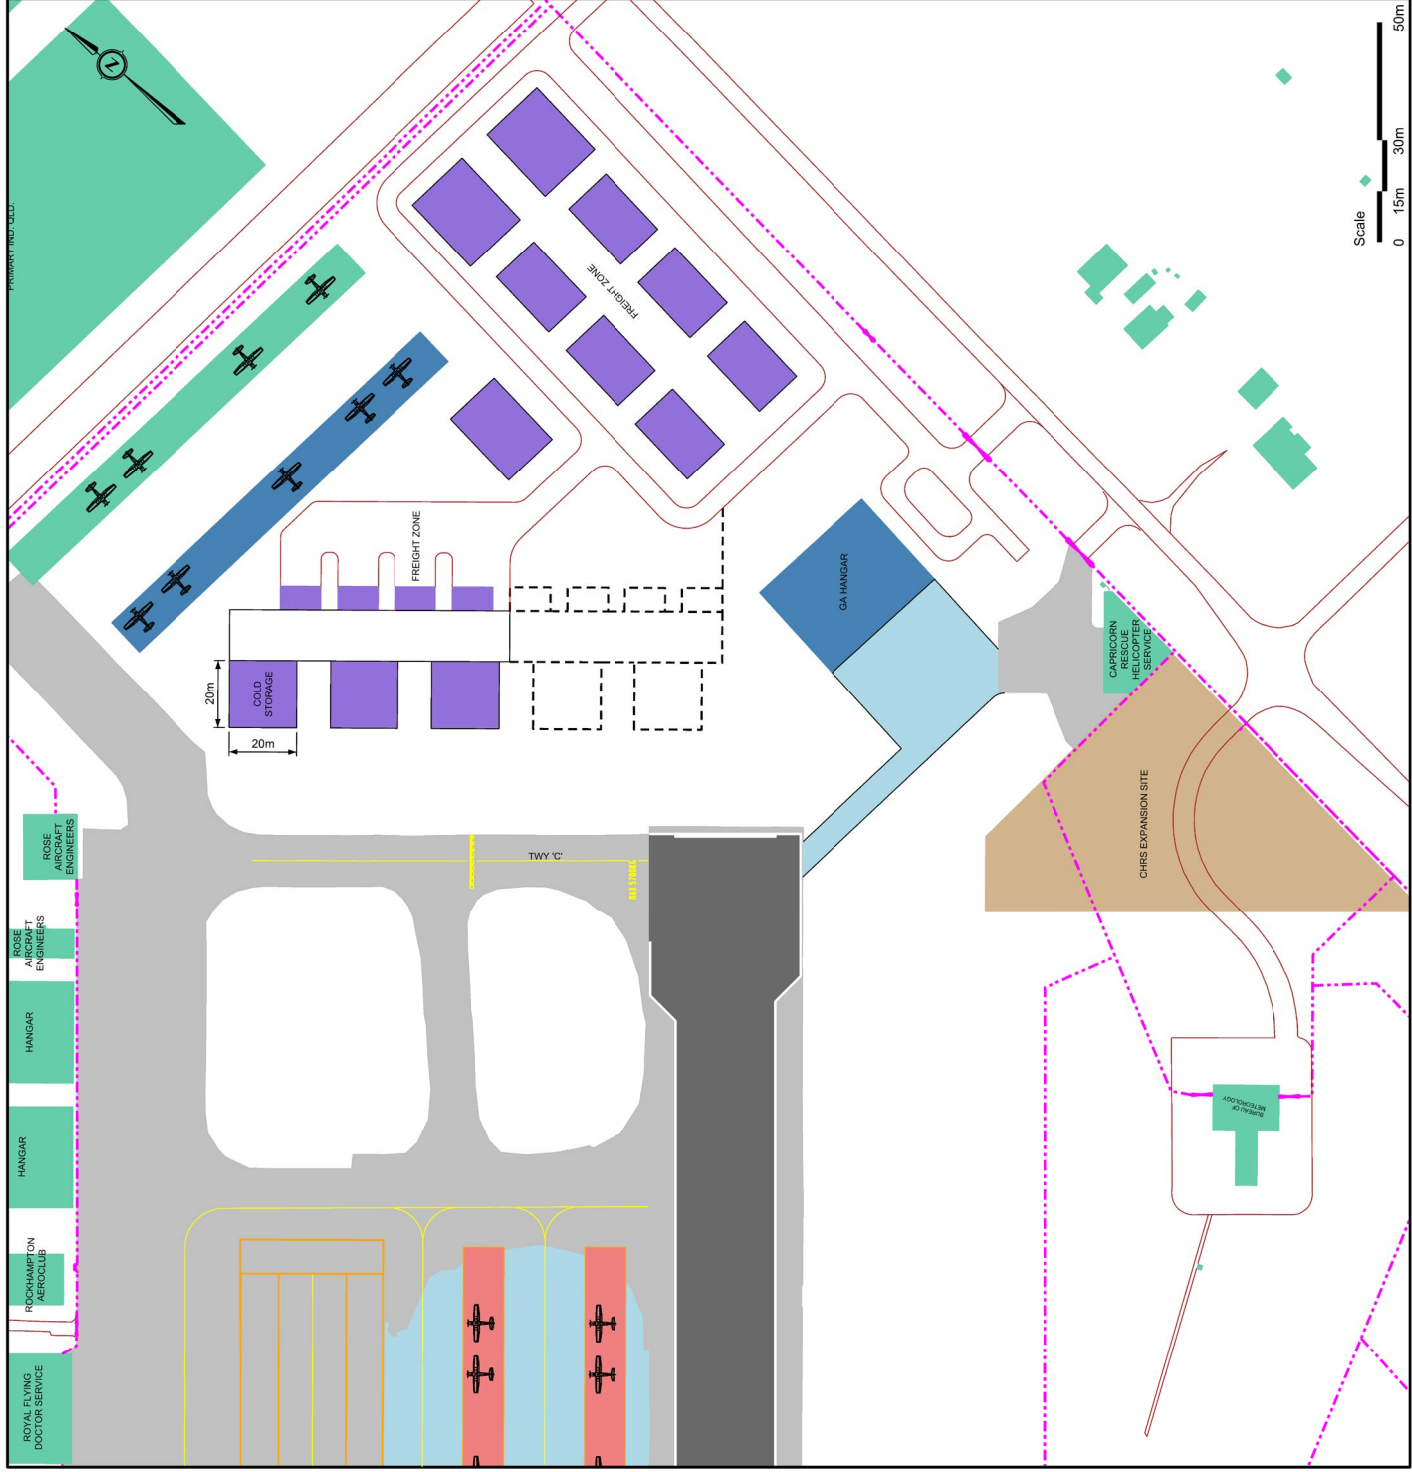 PRIMARY IND. QLD.
N
50m
30m
15m
0
Scale
FREIGHT ZONE
FREIGHT ZONE
GA HANGAR
COLD
STORAGE
20m
20m
CAPRICORN
RESCUE
HELICOPTER
SERVICE
CHRS EXPANSION SITE
ROSE
AIRCRAFT
ENGINEERS
ROSE
AIRCRAFT
ENGINEERS
TWY 'C'
HANGAR
HANGAR
ROCKHAMPTON
AEROCLUB
ROYAL FLYING
DOCTOR SERVICE
BUREAU OF
METEOROLOGY